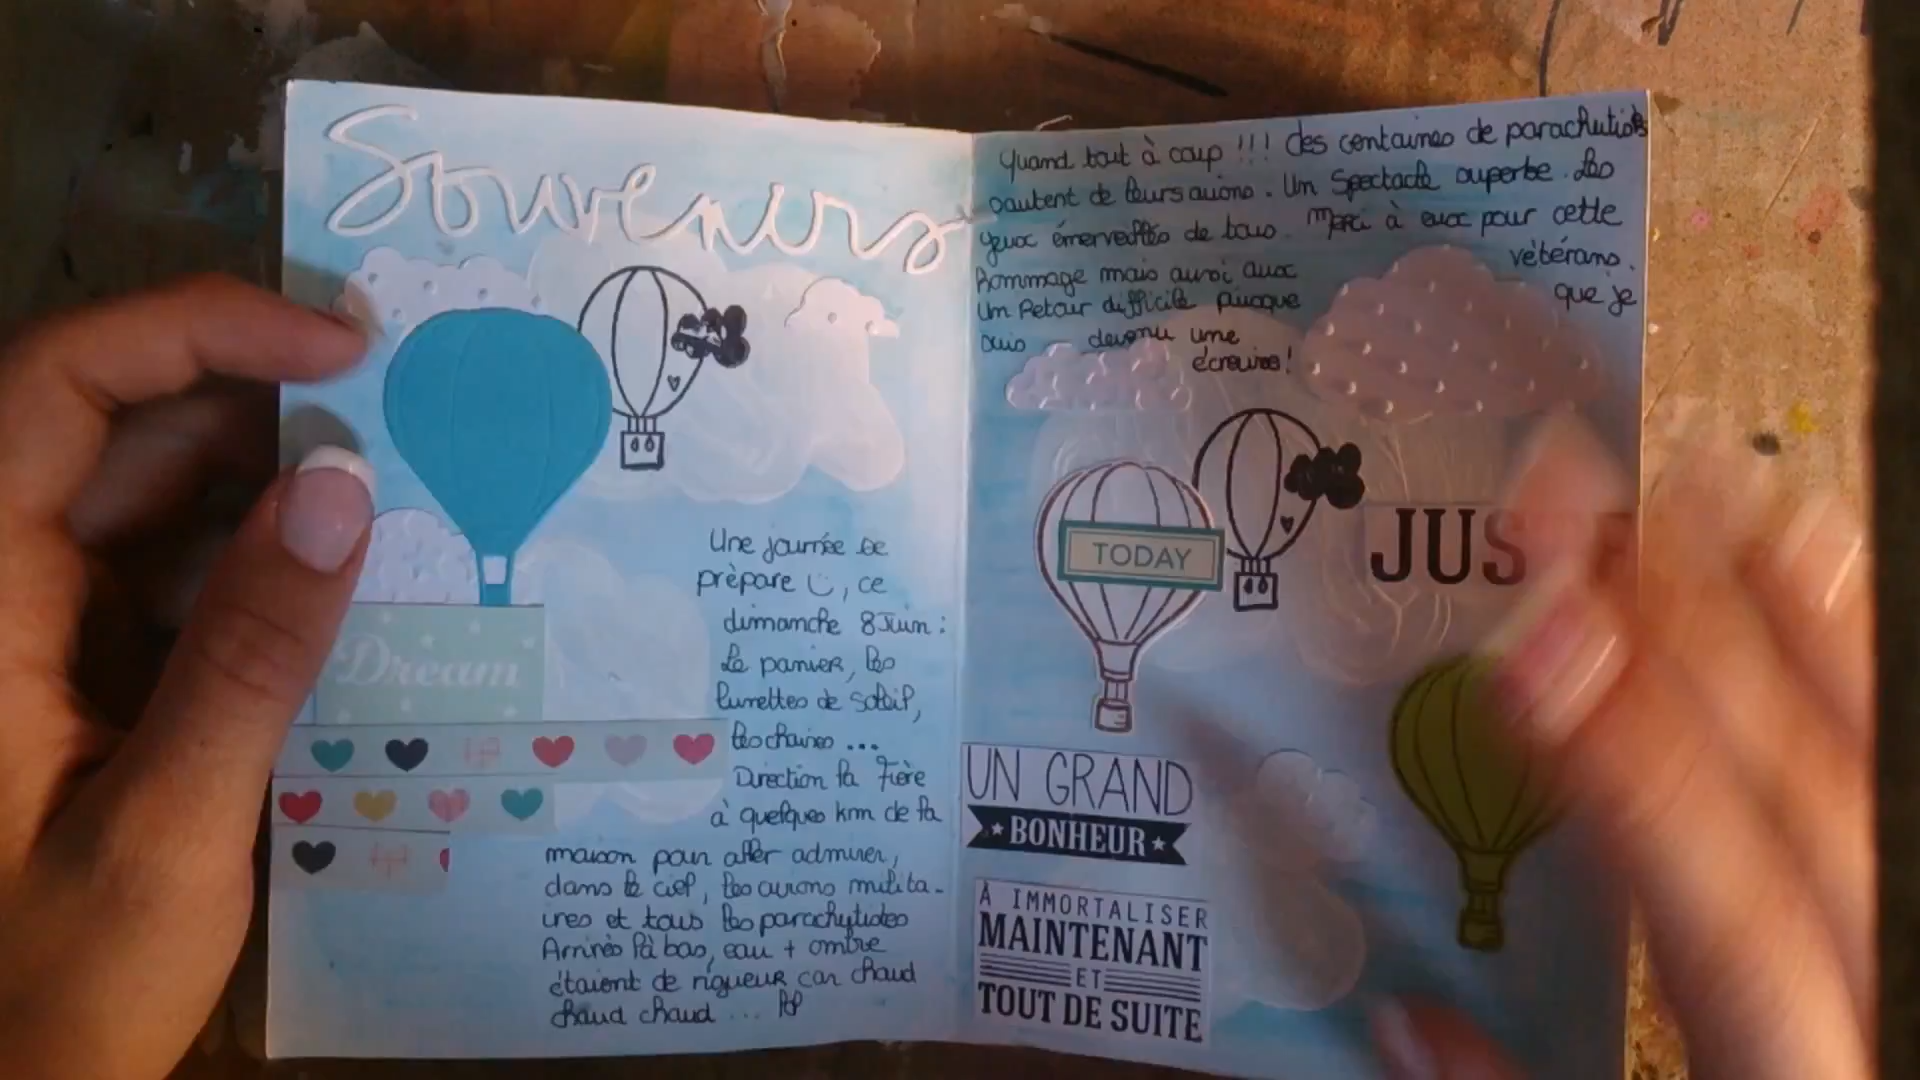 Souvenirs
Dream
Une journée se
prépare , ce
dimanche 8 Juin :
Le panier, les
lunettes de soleil,
les chaises ...
Direction la Fière
à quelques km de la
maison pour aller admirer,
dans le ciel, les avions milita-
ires et tous les parachutistes
Arrivés là bas, eau + ombre
étaient de rigueur car chaud
chaud chaud ...
Quand tout à coup !!! des centaines de parachutistes
sautent de leurs avions. Un Spectacle superbe. Les
yeux émerveillés de tous. Merci à eux pour cette
hommage mais aussi aux vétérans.
Un retour difficile puisque que je
suis devenu une
écrevisse !
TODAY
JUS
UN GRAND
BONHEUR
À IMMORTALISER
MAINTENANT
ET
TOUT DE SUITE